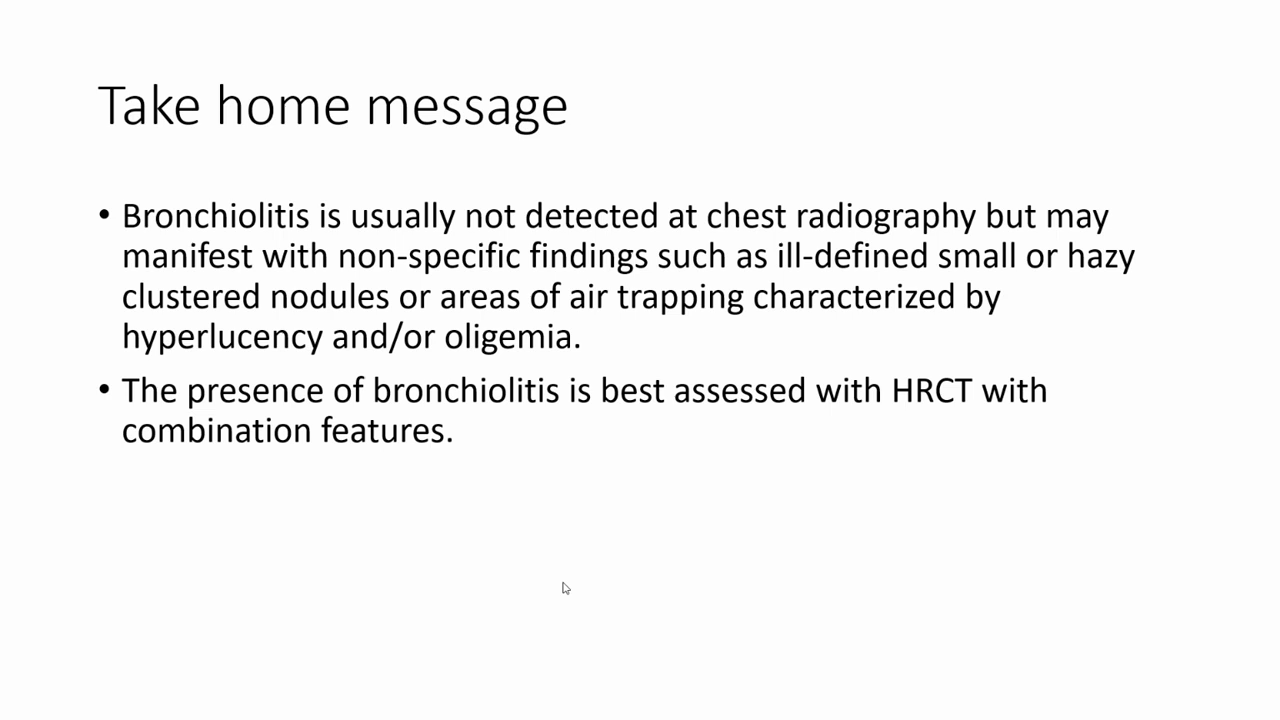 Take home message
• Bronchiolitis is usually not detected at chest radiography but may
manifest with non-specific findings such as ill-defined small or hazy
clustered nodules or areas of air trapping characterized by
hyperlucency and/or oligemia.
• The presence of bronchiolitis is best assessed with HRCT with
combination features.